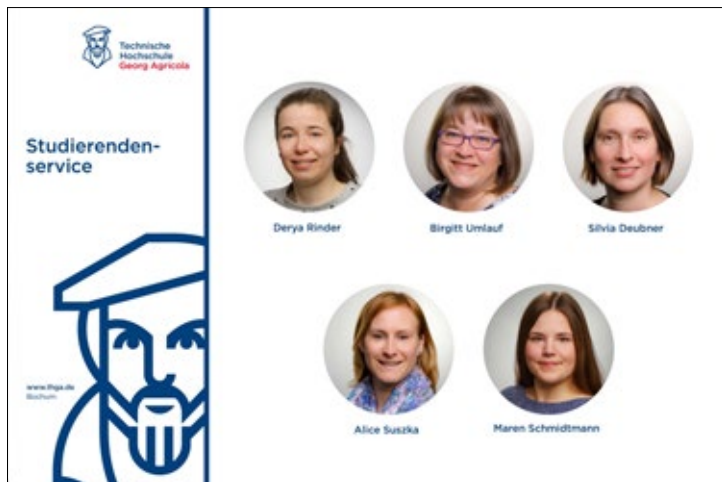 Technische
Hochschule
Georg Agricola
Studierenden-
service
Derya Rinder
Birgitt Umlauf
Silvia Deubner
Alice Suszka
Maren Schmidtmann
www.thga.de
Bochum